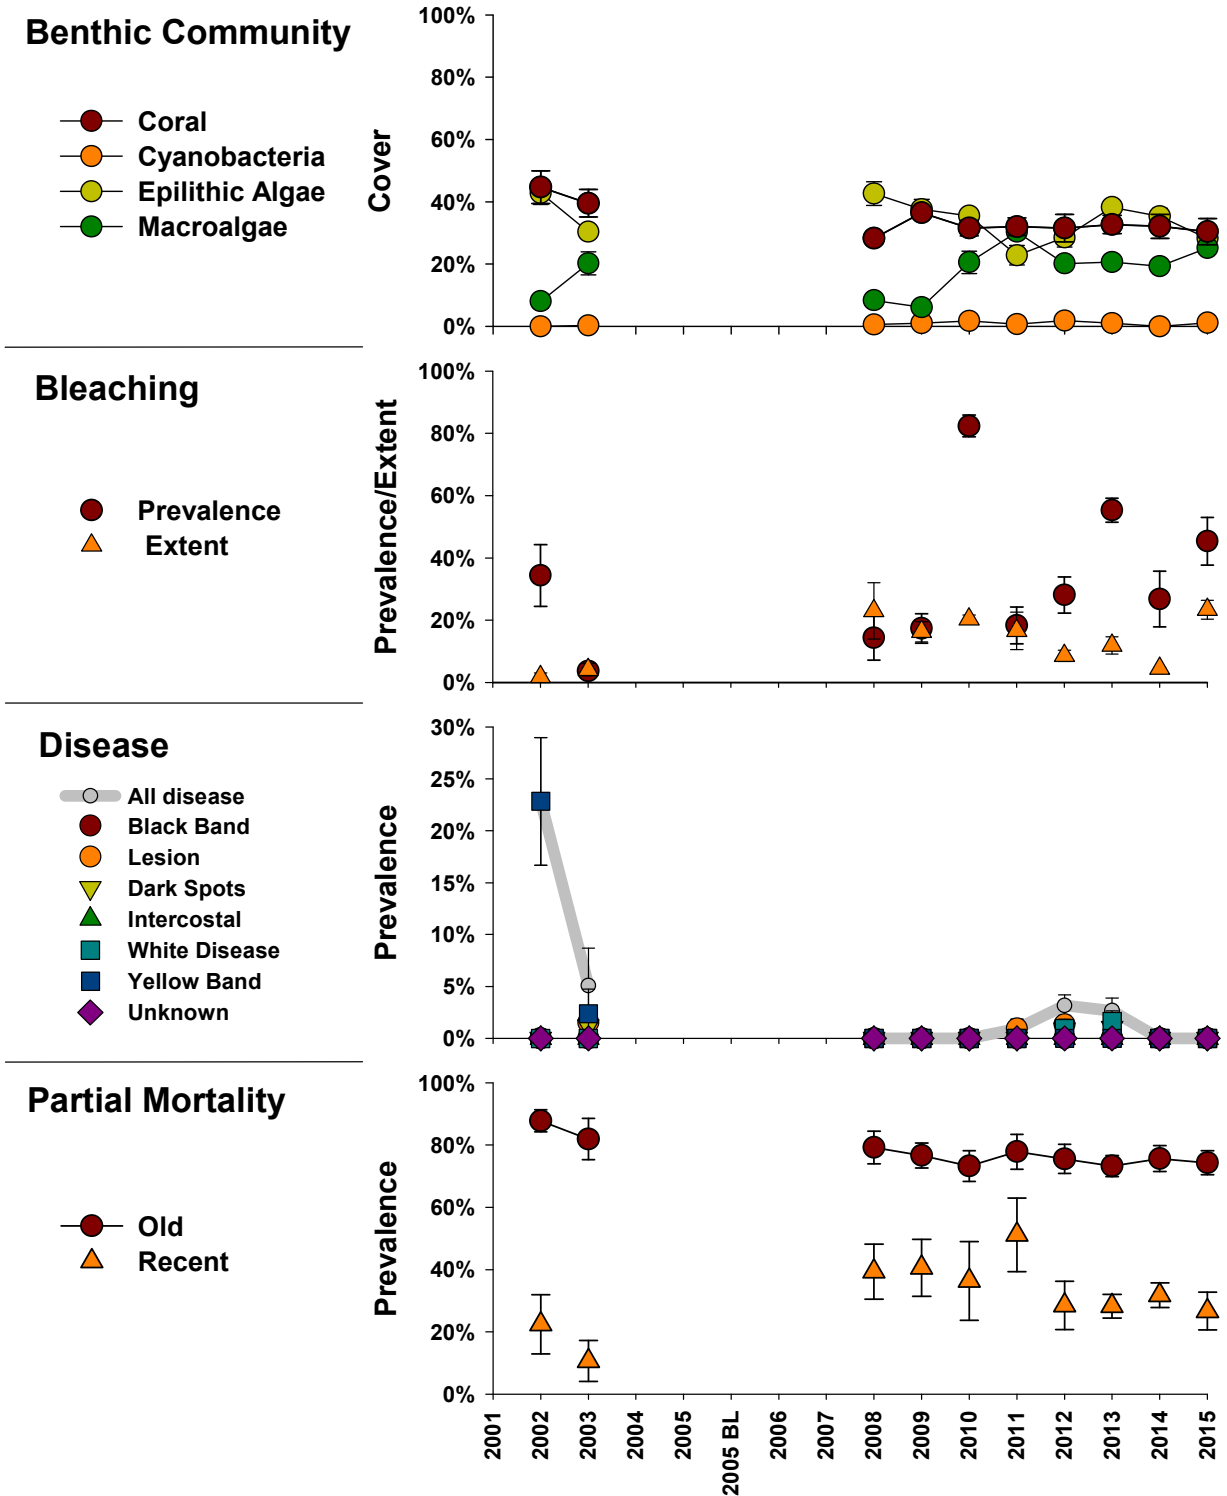 Benthic Community
Coral
Cyanobacteria
Epilithic Algae
Macroalgae
Cover
100%
80%
60%
40%
20%
0%
Bleaching
Prevalence
Extent
Prevalence/Extent
100%
80%
60%
40%
20%
0%
Disease
All disease
Black Band
Lesion
Dark Spots
Intercostal
White Disease
Yellow Band
Unknown
Prevalence
30%
25%
20%
15%
10%
5%
0%
Partial Mortality
Old
Recent
Prevalence
100%
80%
60%
40%
20%
0%
2001
2002
2003
2004
2005
2005 BL
2006
2007
2008
2009
2010
2011
2012
2013
2014
2015